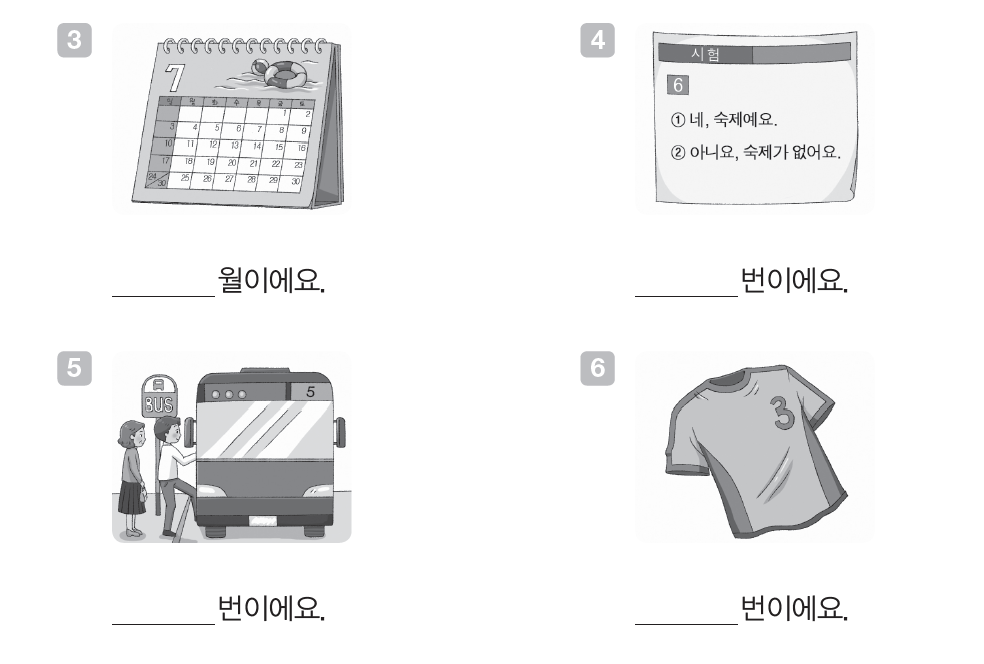 3
7
일 월 화 수 목 금 토
1 2
3 4 5 6 7 8 9
10 11 12 13 14 15 16
17 18 19 20 21 22 23
24/30 25 26 27 28 29 30
월이에요.
4
시험
6
① 네, 숙제예요.
② 아니요, 숙제가 없어요.
번이에요.
5
BUS
5
번이에요.
6
3
번이에요.